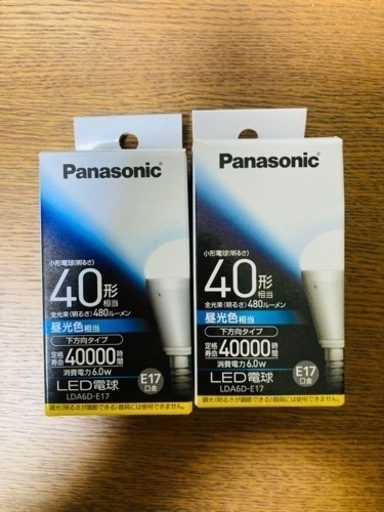 Panasonic
小形電球(明るさ)
40形相当
全光束(明るさ)480ルーメン
昼光色相当
下方向タイプ
定格寿命40000時間
消費電力6.0w
LED電球
LDA6D-E17
E17口金
調光(明るさが調節できる)器具には使用できません。
Panasonic
小形電球(明るさ)
40形相当
全光束(明るさ)480ルーメン
昼光色相当
下方向タイプ
定格寿命40000時間
消費電力6.0w
LED電球
LDA6D-E17
E17口金
調光(明るさが調節できる)器具には使用できません。